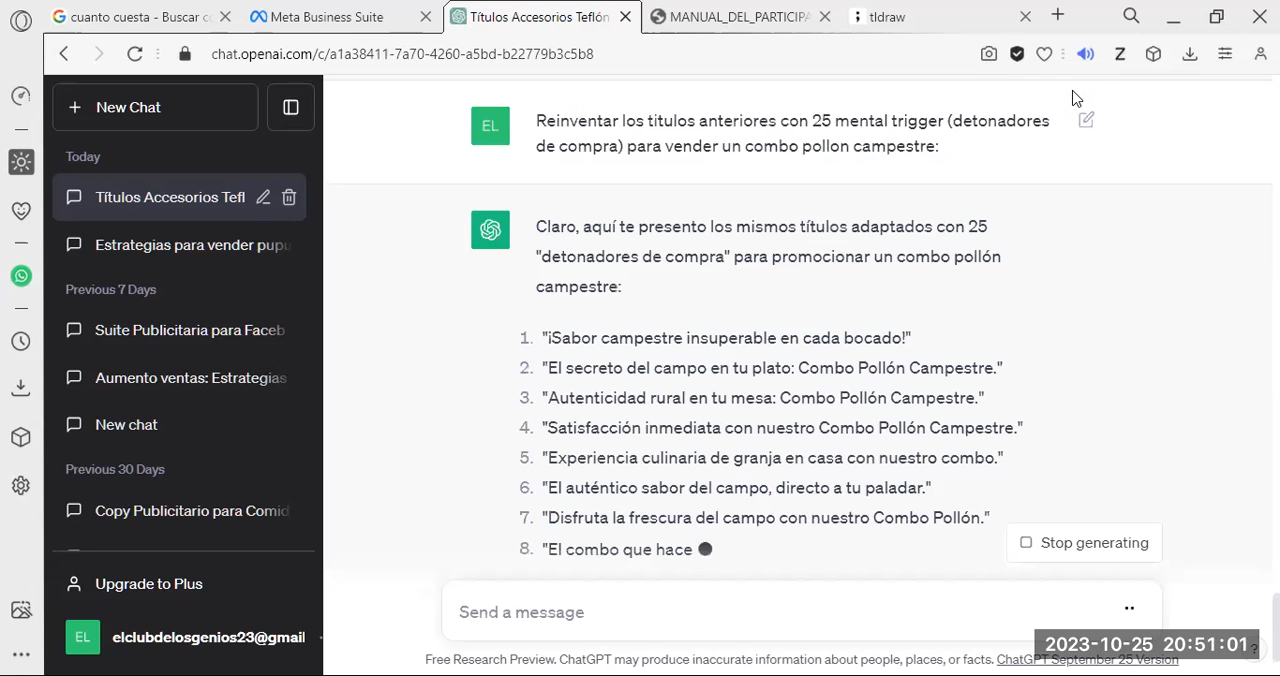 cuanto cuesta - Buscar cc
Meta Business Suite
Títulos Accesorios Teflón
MANUAL_DEL_PARTICIPA
tldraw
chat.openai.com/c/a1a38411-7a70-4260-a5bd-b22779b3c5b8
New Chat
Today
Títulos Accesorios Tefl
Estrategias para vender pupu
Previous 7 Days
Suite Publicitaria para Faceb
Aumento ventas: Estrategias
New chat
Previous 30 Days
Copy Publicitario para Comid
Upgrade to Plus
EL
elclubdelosgenios23@gmail
EL
Reinventar los titulos anteriores con 25 mental trigger (detonadores
de compra) para vender un combo pollon campestre:
Claro, aquí te presento los mismos títulos adaptados con 25
"detonadores de compra" para promocionar un combo pollón
campestre:
1. "¡Sabor campestre insuperable en cada bocado!"
2. "El secreto del campo en tu plato: Combo Pollón Campestre."
3. "Autenticidad rural en tu mesa: Combo Pollón Campestre."
4. "Satisfacción inmediata con nuestro Combo Pollón Campestre."
5. "Experiencia culinaria de granja en casa con nuestro combo."
6. "El auténtico sabor del campo, directo a tu paladar."
7. "Disfruta la frescura del campo con nuestro Combo Pollón."
8. "El combo que hace
Stop generating
Send a message
2023-10-25 20:51:01
Free Research Preview. ChatGPT may produce inaccurate information about people, places, or facts. ChatGPT September 25 Version